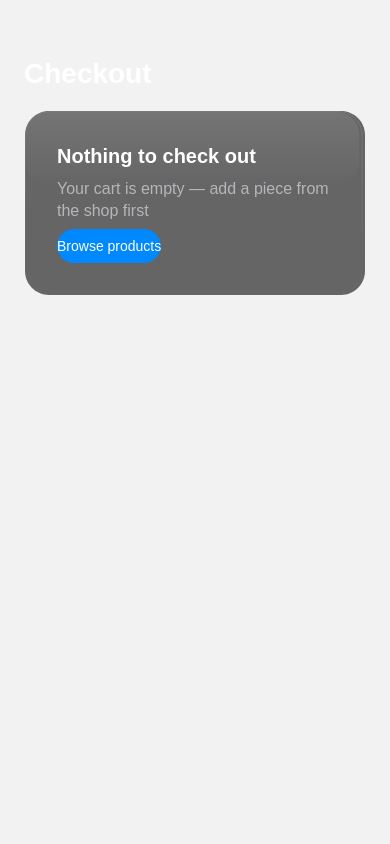 Checkout
Nothing to check out
Your cart is empty — add a piece from
the shop first
Browse products